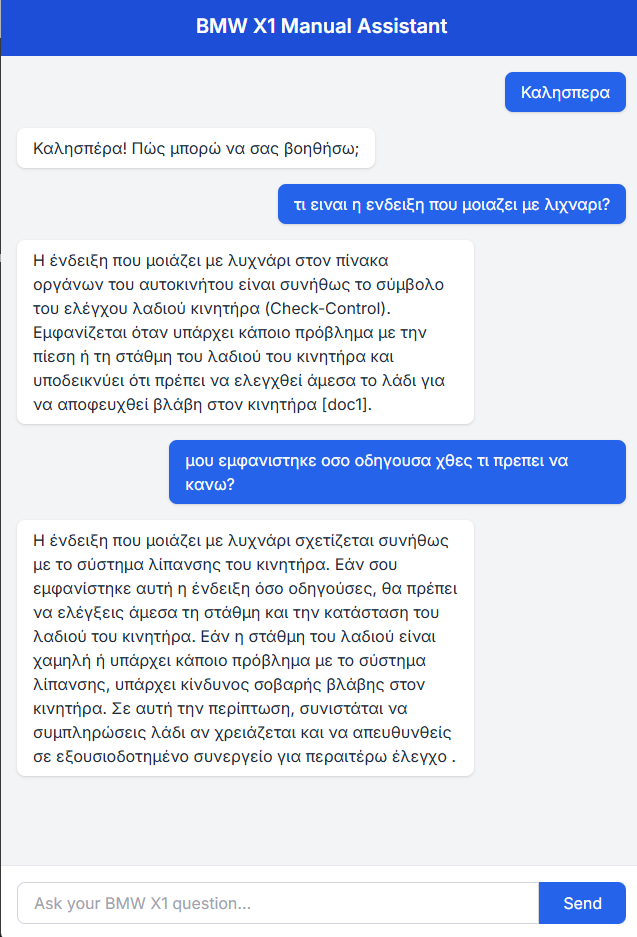 BMW X1 Manual Assistant
Καλησπερα
Καλησπέρα! Πώς μπορώ να σας βοηθήσω;
τι ειναι η ενδειξη που μοιαζει με λιχναρι?
Η ένδειξη που μοιάζει με λυχνάρι στον πίνακα
οργάνων του αυτοκινήτου είναι συνήθως το σύμβολο
του ελέγχου λαδιού κινητήρα (Check-Control).
Εμφανίζεται όταν υπάρχει κάποιο πρόβλημα με την
πίεση ή τη στάθμη του λαδιού του κινητήρα και
υποδεικνύει ότι πρέπει να ελεγχθεί άμεσα το λάδι για
να αποφευχθεί βλάβη στον κινητήρα [doc1].
μου εμφανιστηκε οσο οδηγουσα χθες τι πρεπει να
κανω?
Η ένδειξη που μοιάζει με λυχνάρι σχετίζεται συνήθως
με το σύστημα λίπανσης του κινητήρα. Εάν σου
εμφανίστηκε αυτή η ένδειξη όσο οδηγούσες, θα πρέπει
να ελέγξεις άμεσα τη στάθμη και την κατάσταση του
λαδιού του κινητήρα. Εάν η στάθμη του λαδιού είναι
χαμηλή ή υπάρχει κάποιο πρόβλημα με το σύστημα
λίπανσης, υπάρχει κίνδυνος σοβαρής βλάβης στον
κινητήρα. Σε αυτή την περίπτωση, συνιστάται να
συμπληρώσεις λάδι αν χρειάζεται και να απευθυνθείς
σε εξουσιοδοτημένο συνεργείο για περαιτέρω έλεγχο .
Ask your BMW X1 question...
Send